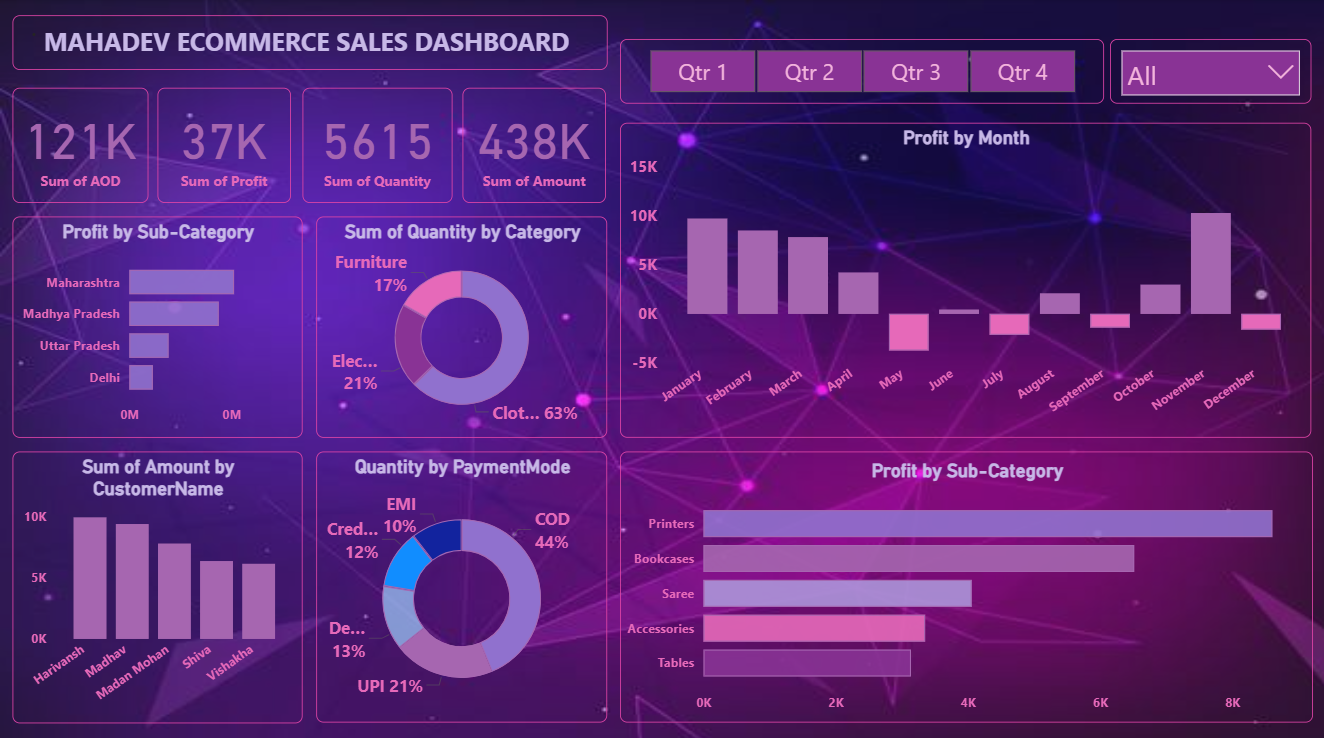 MAHADEV ECOMMERCE SALES DASHBOARD
Qtr 1
Qtr 2
Qtr 3
Qtr 4
All
121K
Sum of AOD
37K
Sum of Profit
5615
Sum of Quantity
438K
Sum of Amount
Profit by Month
15K
10K
5K
0K
-5K
January
February
March
April
May
June
July
August
September
October
November
December
Profit by Sub-Category
Maharashtra
Madhya Pradesh
Uttar Pradesh
Delhi
0M
0M
Sum of Quantity by Category
Furniture
17%
Elec...
21%
Clot... 63%
Sum of Amount by
CustomerName
10K
5K
0K
Harivansh
Madhav
Madan Mohan
Shiva
Vishakha
Quantity by PaymentMode
EMI
10%
Cred...
12%
De...
13%
UPI 21%
COD
44%
Profit by Sub-Category
Printers
Bookcases
Saree
Accessories
Tables
0K
2K
4K
6K
8K